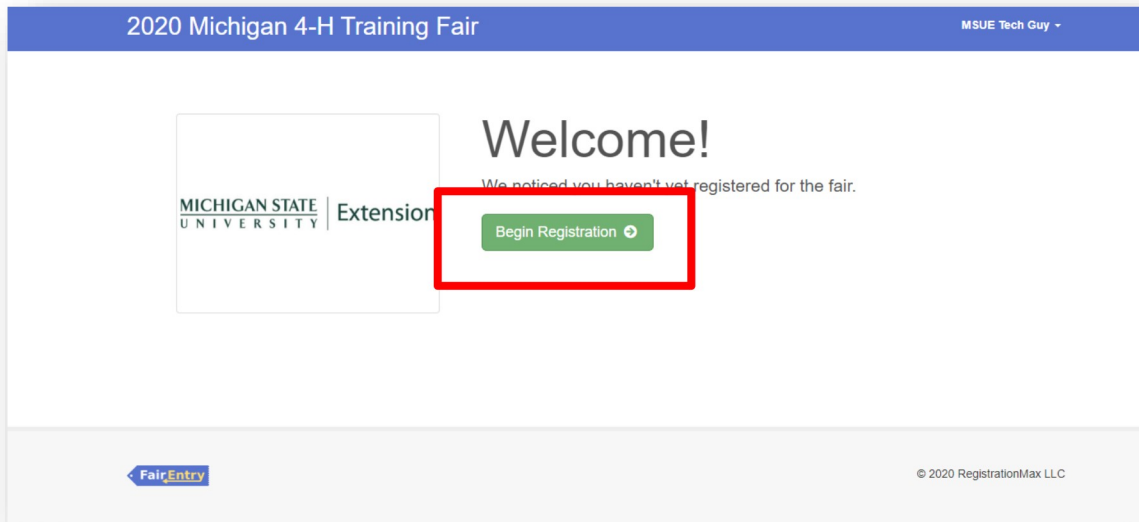 2020 Michigan 4-H Training Fair
MSUE Tech Guy
Welcome!
We noticed you haven't yet registered for the fair.
MICHIGAN STATE
UNIVERSITY
Extension
Begin Registration
FairEntry
© 2020 RegistrationMax LLC